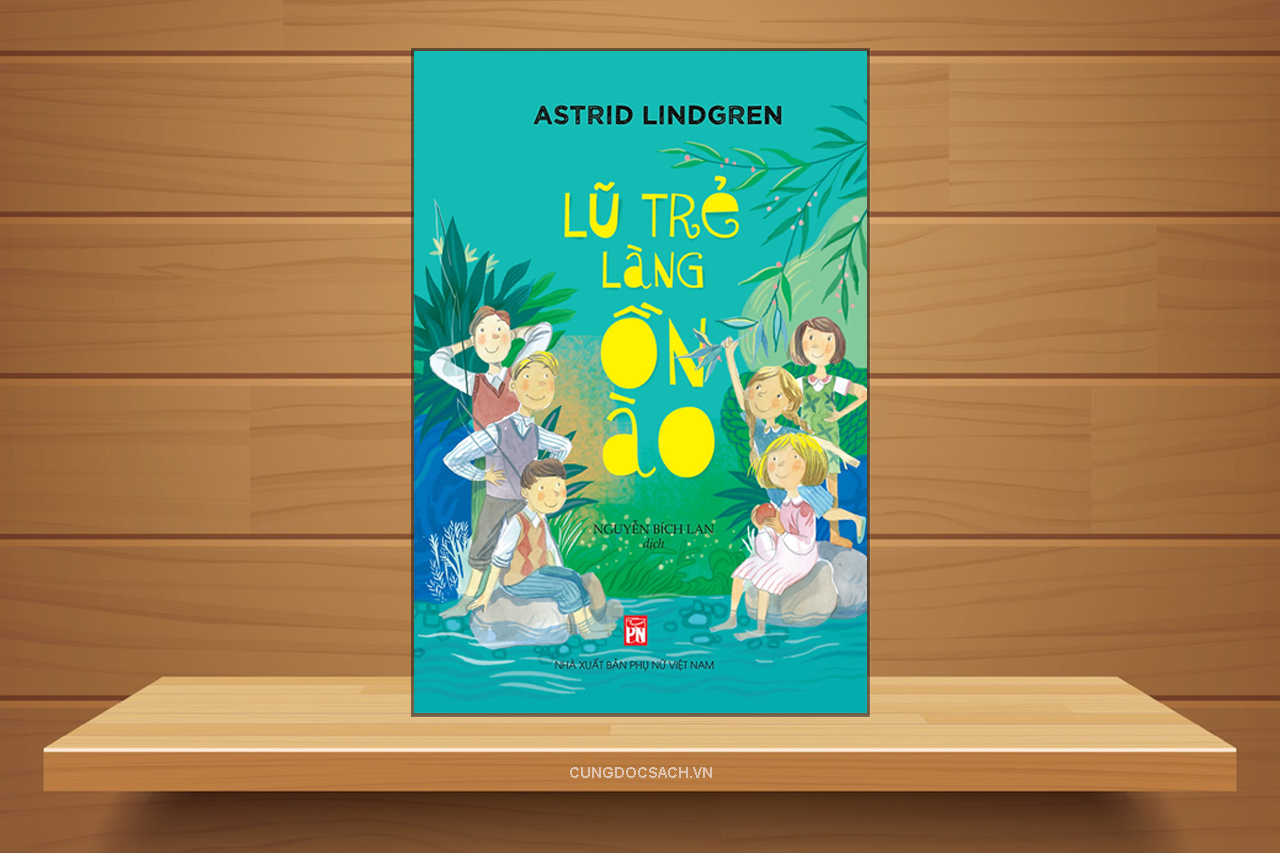 ASTRID LINDGREN
LŨ TRẺ
LÀNG
ỒN
ÀO
NGUYỄN BÍCH LAN
dịch
PN
NHÀ XUẤT BẢN PHỤ NỮ VIỆT NAM
CUNGDOCSACH.VN